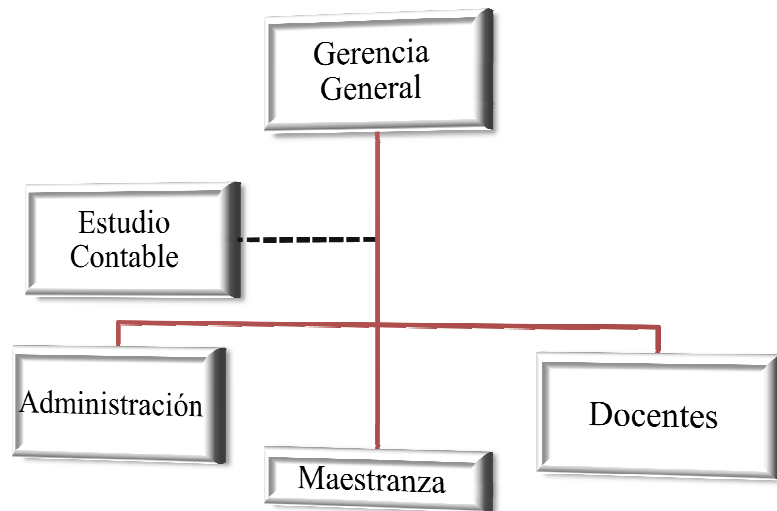 Gerencia
General
Estudio
Contable
Administración
Docentes
Maestranza